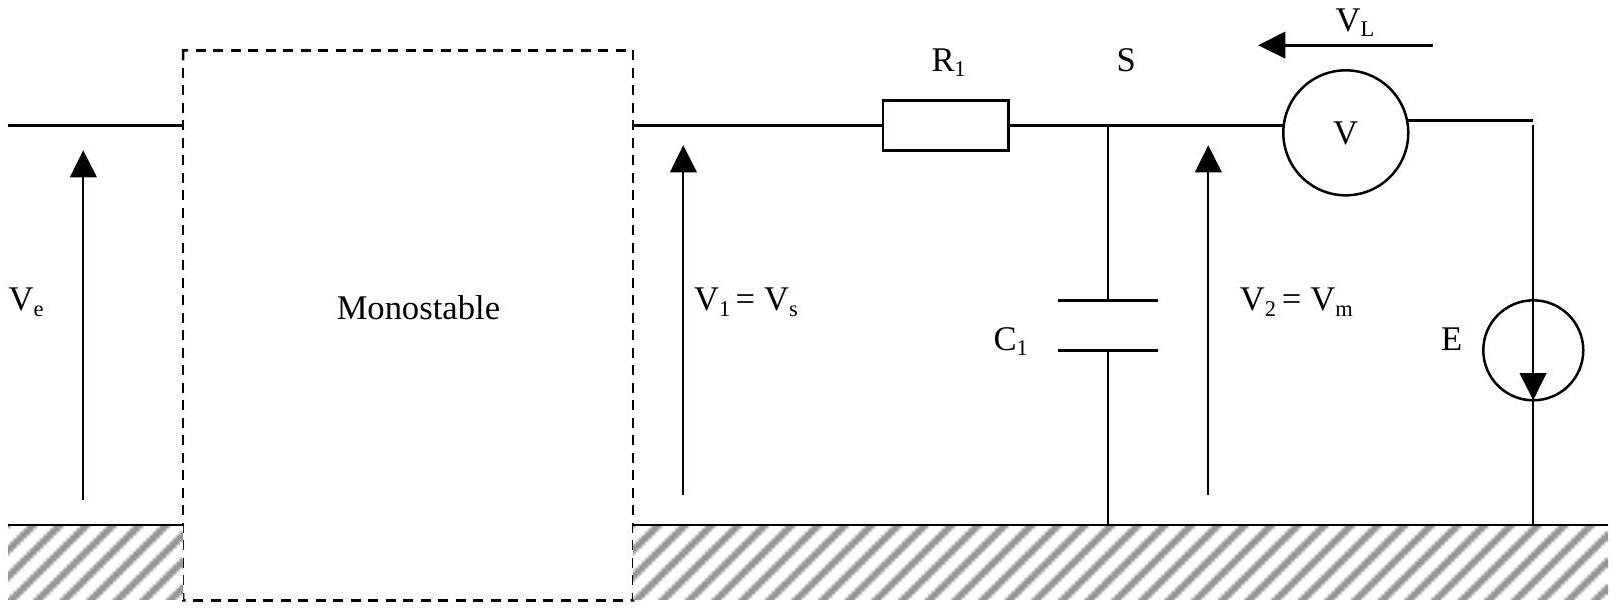 V_L
R_1
S
V
V_e
Monostable
V_1 = V_s
C_1
V_2 = V_m
E